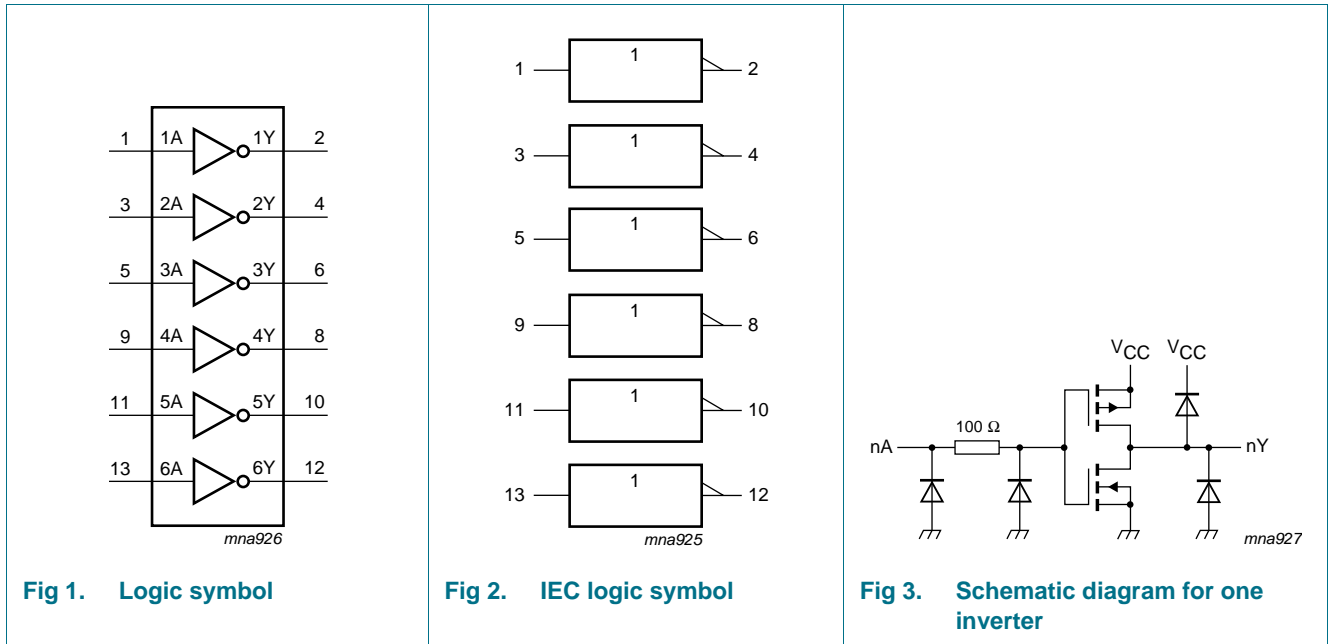 1 1A 1Y 2
3 2A 2Y 4
5 3A 3Y 6
9 4A 4Y 8
11 5A 5Y 10
13 6A 6Y 12
mna926
Fig 1. Logic symbol
1 1 2
3 1 4
5 1 6
9 1 8
11 1 10
13 1 12
mna925
Fig 2. IEC logic symbol
VCC VCC
100 Ω
nA nY
mna927
Fig 3. Schematic diagram for one
inverter